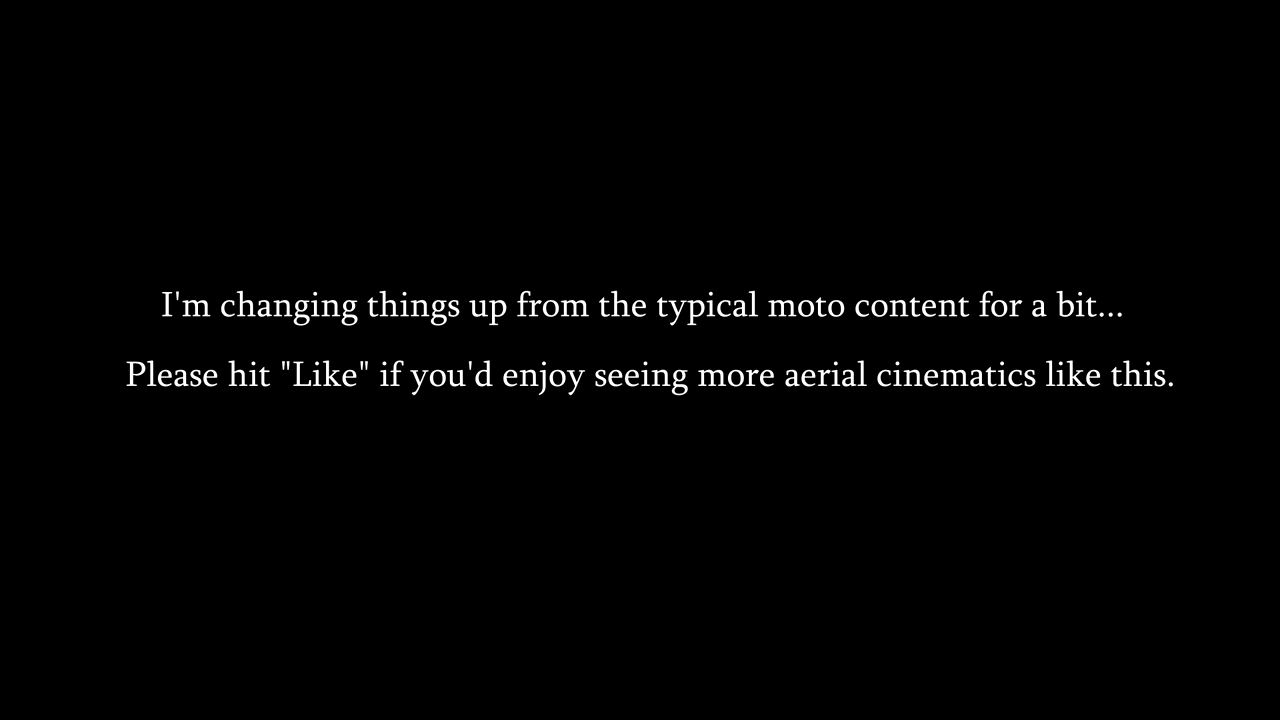 I'm changing things up from the typical moto content for a bit...
Please hit "Like" if you'd enjoy seeing more aerial cinematics like this.